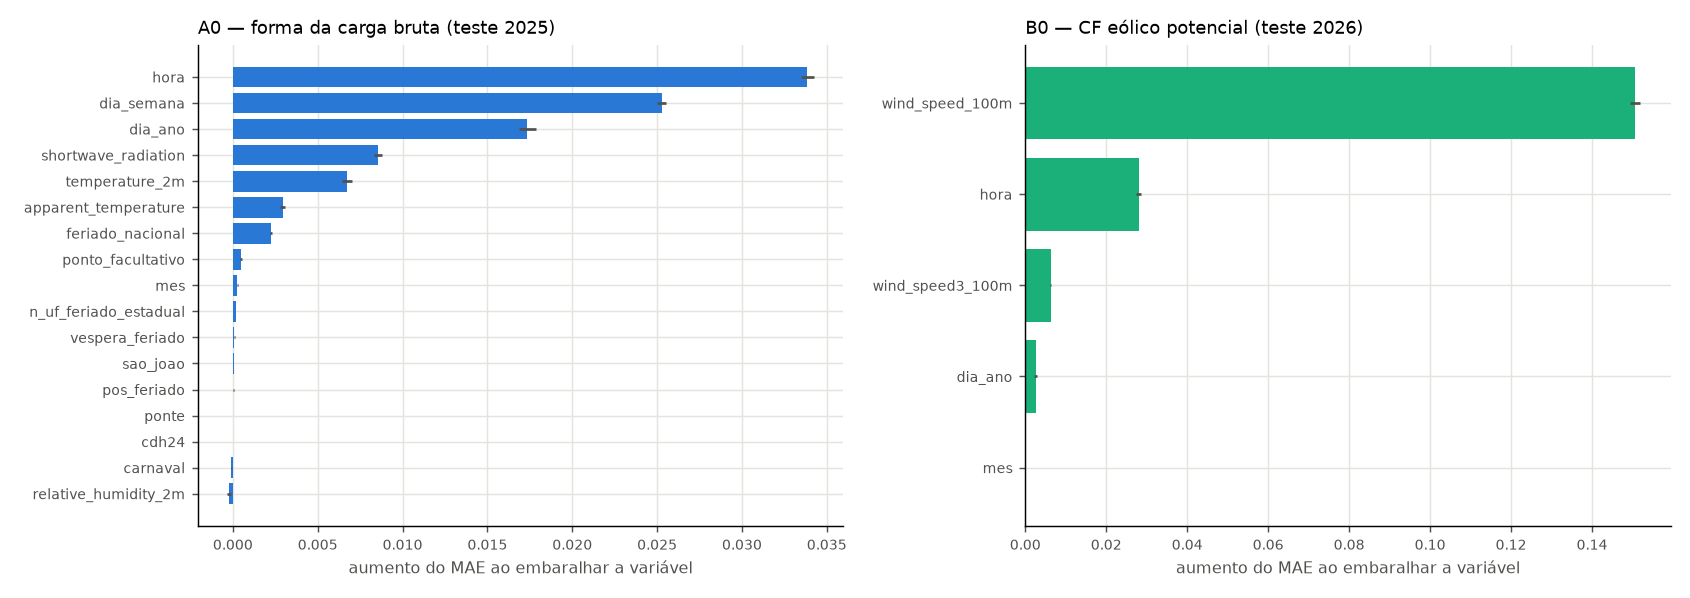 A0 — forma da carga bruta (teste 2025)
hora
dia_semana
dia_ano
shortwave_radiation
temperature_2m
apparent_temperature
feriado_nacional
ponto_facultativo
mes
n_uf_feriado_estadual
vespera_feriado
sao_joao
pos_feriado
ponte
cdh24
carnaval
relative_humidity_2m
0.000 0.005 0.010 0.015 0.020 0.025 0.030 0.035
aumento do MAE ao embaralhar a variável
B0 — CF eólico potencial (teste 2026)
wind_speed_100m
hora
wind_speed3_100m
dia_ano
mes
0.00 0.02 0.04 0.06 0.08 0.10 0.12 0.14
aumento do MAE ao embaralhar a variável